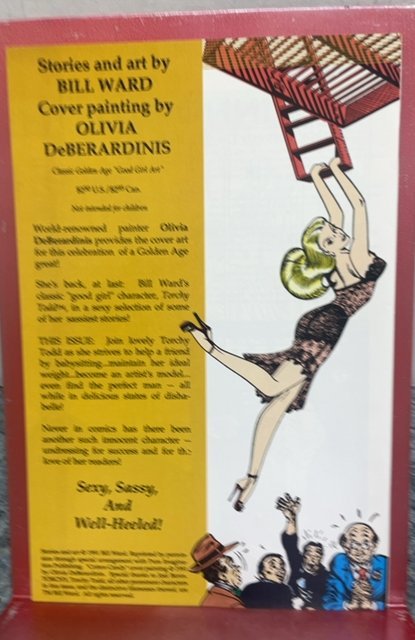 Stories and art by
BILL WARD
Cover painting by
OLIVIA
DeBERARDINIS
Classic Golden Age "Good Girl Art"
Not intended for children
World-renowned painter Olivia
DeBerardinis provides the cover art
for this celebration of a Golden Age
great!
She's back, at last: Bill Ward's
classic "good girl" character, Torchy
Todd™, in a sexy selection of some
of her sassiest stories!
THIS ISSUE: Join lovely Torchy
Todd as she strives to help a friend
by babysitting...maintain her ideal
weight...become an artist's model...
even find the perfect man — all
while in delicious states of disha-
belle!
Never in comics has there been
another such innocent character —
undressing for success and for the
love of her readers!
Sexy, Sassy,
And
Well-Heeled!